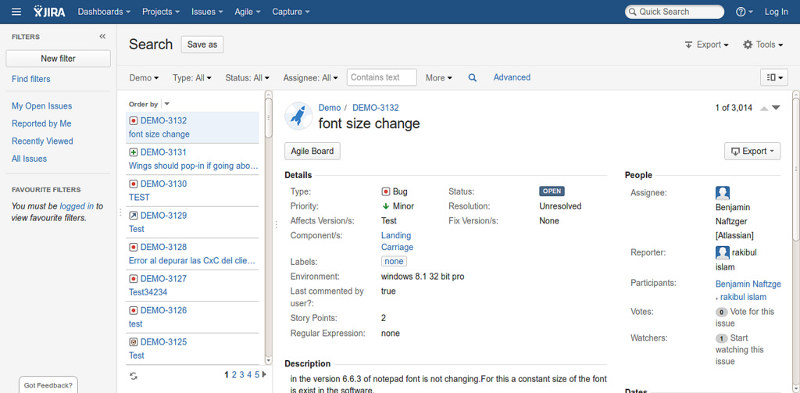 JIRA Dashboards Projects Issues Agile Capture Quick Search Log In
FILTERS
New filter
Find filters
My Open Issues
Reported by Me
Recently Viewed
All Issues
FAVOURITE FILTERS
You must be logged in to
view favourite filters.
Got Feedback?
Search Save as Export Tools
Demo Type: All Status: All Assignee: All Contains text More Advanced
Order by
DEMO-3132
font size change
DEMO-3131
Wings should pop-in if going abo...
DEMO-3130
TEST
DEMO-3129
Test
DEMO-3128
Error al depurar las CxC del clie...
DEMO-3127
Test34234
DEMO-3126
test
DEMO-3125
Test
1 2 3 4 5
Demo / DEMO-3132
font size change
1 of 3,014
Agile Board
Export
Details
Type: Bug
Status: OPEN
Priority: Minor
Resolution: Unresolved
Affects Version/s: Test
Fix Version/s: None
Component/s: Landing
Carriage
Labels: none
Environment: windows 8.1 32 bit pro
Last commented by true
user?:
Story Points: 2
Regular Expression: none
Description
in the version 6.6.3 of notepad font is not changing.For this a constant size of the font
is exist in the software.
People
Assignee:
Benjamin
Naftzger
[Atlassian]
Reporter: rakibul
islam
Participants: Benjamin Naftzge
, rakibul islam
Votes: 0 Vote for this
issue
Watchers: 1 Start
watching this
issue
Dates